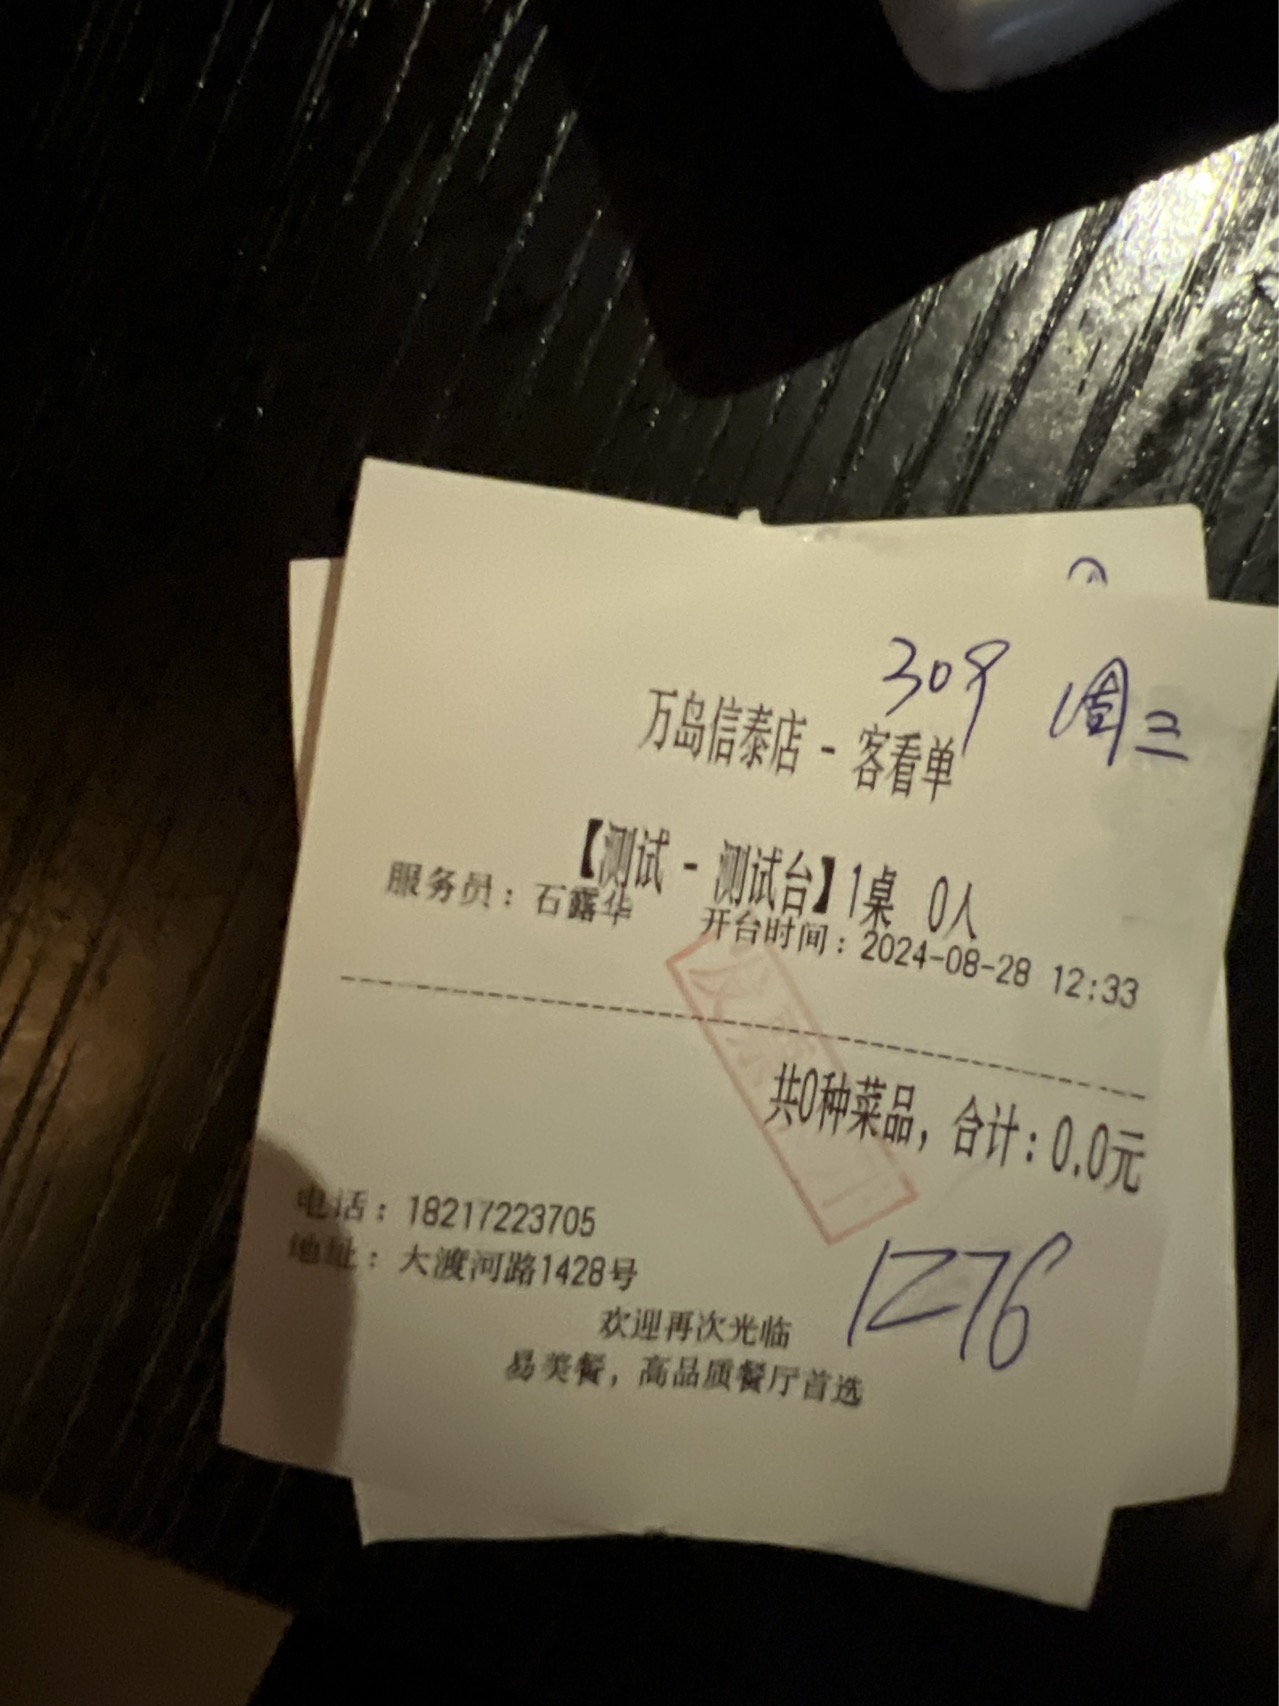 309 周三
万岛信泰店 - 客看单
【测试 - 测试台】1桌 0人
服务员：石露华 开台时间：2024-08-28 12:33
共0种菜品，合计：0.0元
电话：18217223705
地址：大渡河路1428号
1276
欢迎再次光临
易美餐，高品质餐厅首选